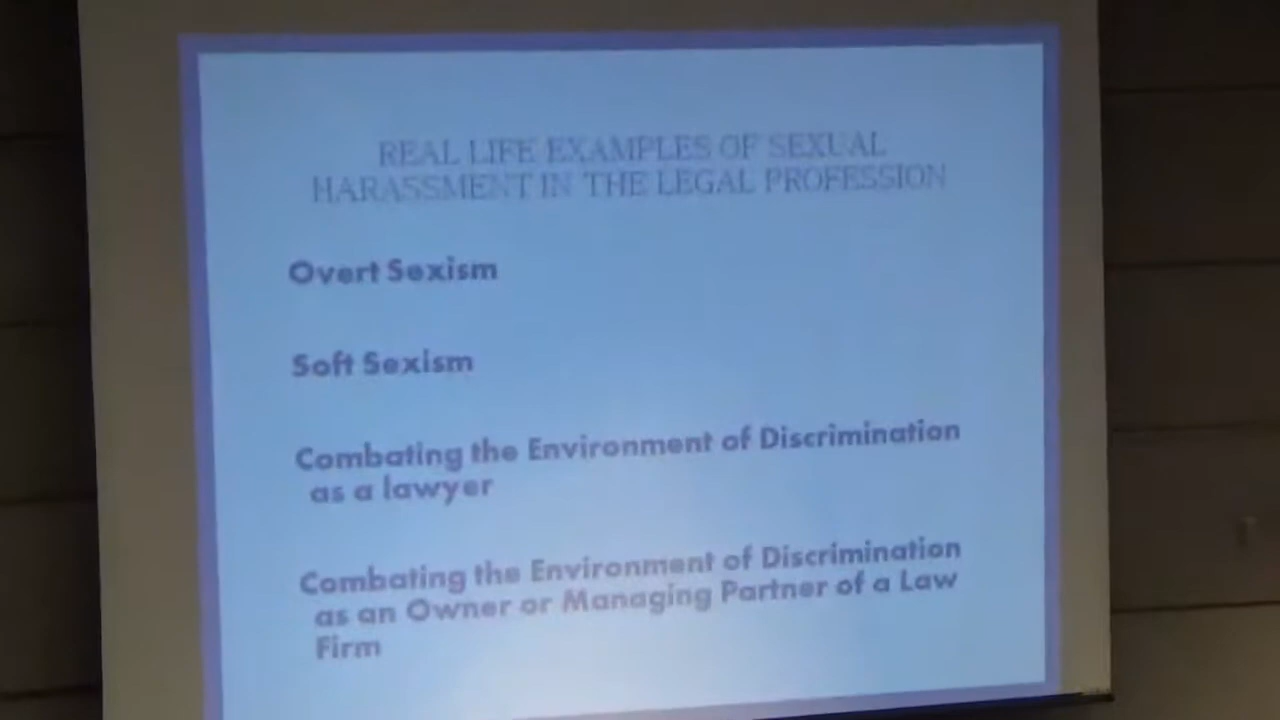 REAL LIFE EXAMPLES OF SEXUAL
HARASSMENT IN THE LEGAL PROFESSION
Overt Sexism
Soft Sexism
Combating the Environment of Discrimination
as a lawyer
Combating the Environment of Discrimination
as an Owner or Managing Partner of a Law
Firm